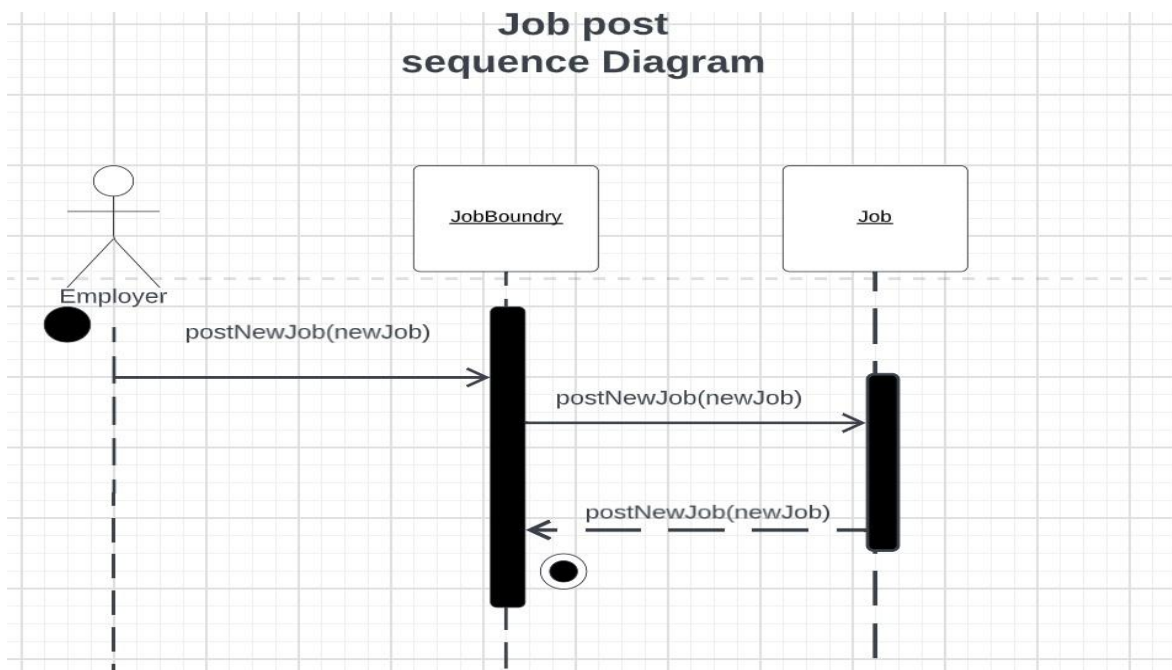 Job post
sequence Diagram
JobBoundry
Job
Employer
postNewJob(newJob)
postNewJob(newJob)
postNewJob(newJob)